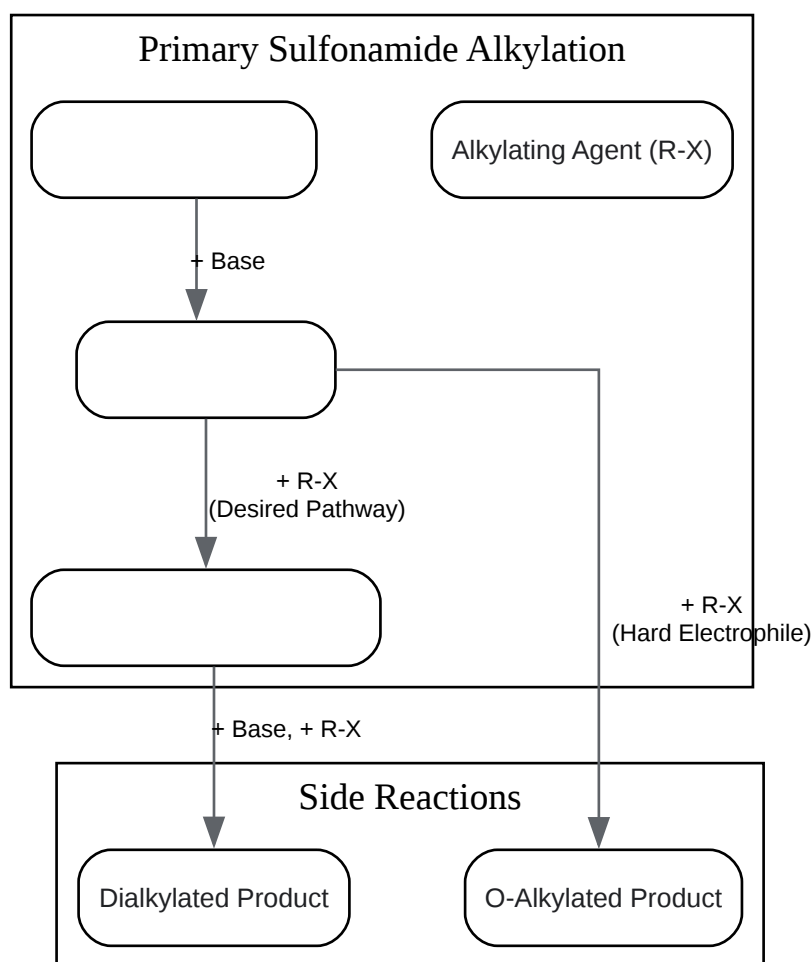 Primary Sulfonamide Alkylation
Alkylating Agent (R-X)
+ Base
+ R-X
(Desired Pathway)
+ R-X
(Hard Electrophile)
+ Base, + R-X
Side Reactions
Dialkylated Product
O-Alkylated Product